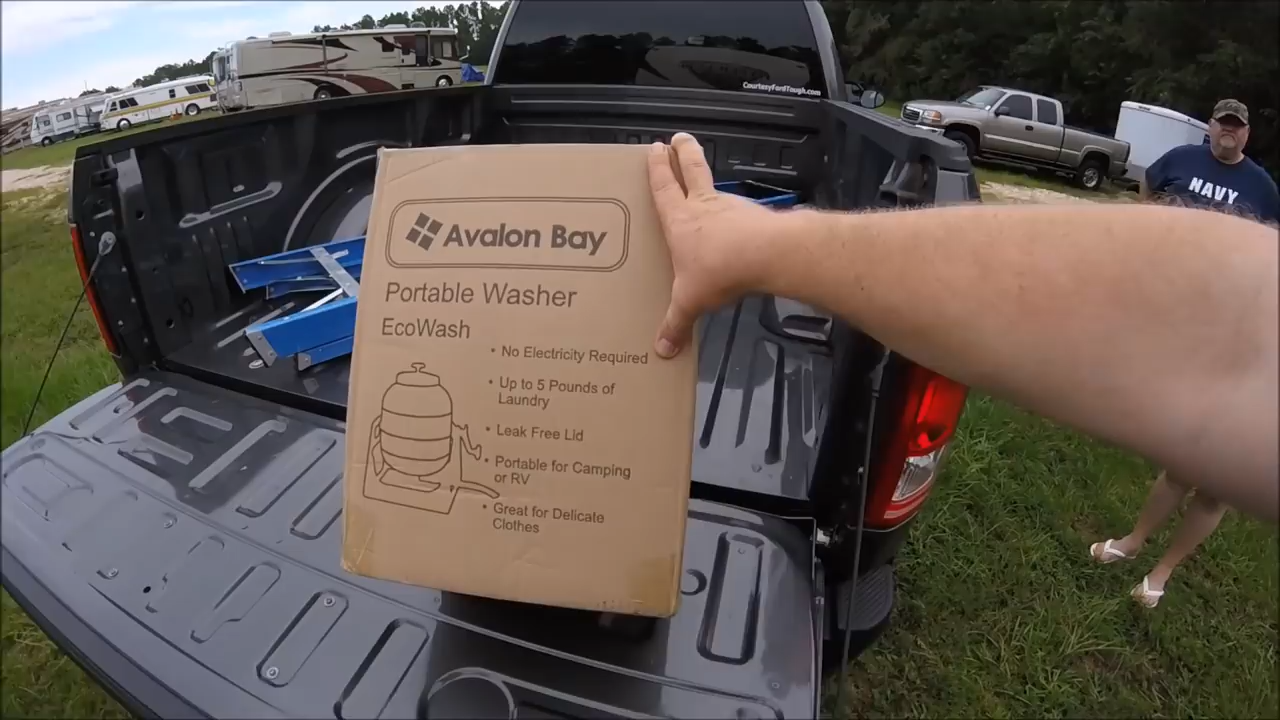 CourtesyFordTough.com
NAVY
Avalon Bay
Portable Washer
EcoWash
• No Electricity Required
• Up to 5 Pounds of
Laundry
• Leak Free Lid
• Portable for Camping
or RV
• Great for Delicate
Clothes